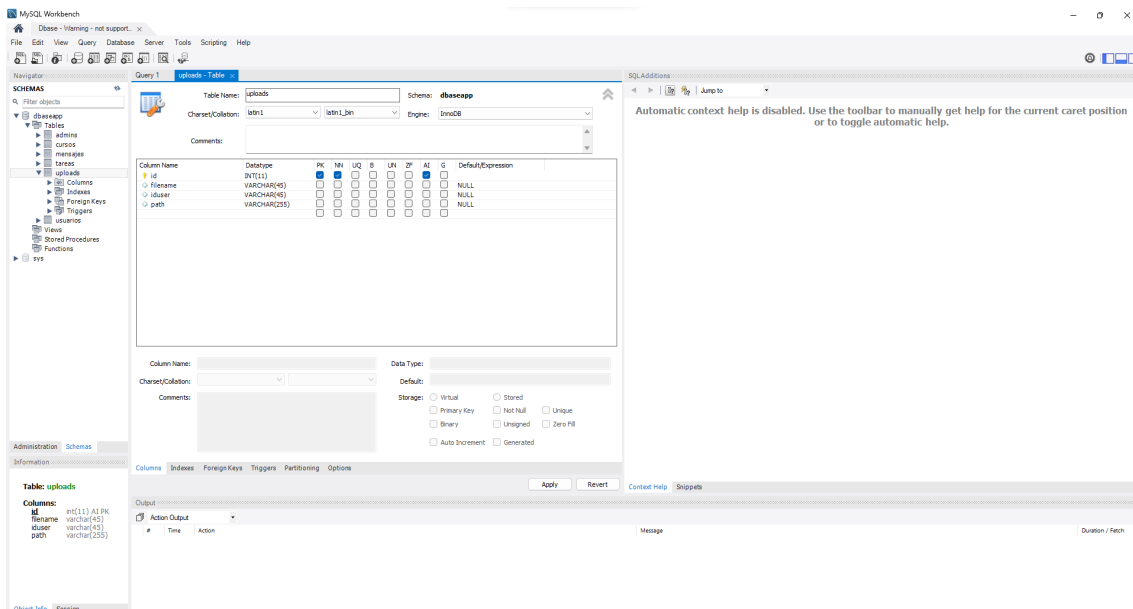 MySQL Workbench
Dbase - Warning - not support... ×
File Edit View Query Database Server Tools Scripting Help
Navigator
SCHEMAS
Filter objects
dbaseapp
Tables
admins
cursos
mensajes
tareas
uploads
Columns
Indexes
Foreign Keys
Triggers
usuarios
Views
Stored Procedures
Functions
sys
Administration Schemas
Information
Table: uploads
Columns:
id int(11) AI PK
filename varchar(45)
iduser varchar(45)
path varchar(255)
Object Info Session
Query 1 uploads - Table ×
Table Name: uploads Schema: dbaseapp
Charset/Collation: latin1 latin1_bin Engine: InnoDB
Comments:
Column Name Datatype PK NN UQ B UN ZF AI G Default/Expression
id INT(11)
filename VARCHAR(45) NULL
iduser VARCHAR(45) NULL
path VARCHAR(255) NULL
Column Name: Data Type:
Charset/Collation: Default:
Comments: Storage: Virtual Stored
Primary Key Not Null Unique
Binary Unsigned Zero Fill
Auto Increment Generated
Columns Indexes Foreign Keys Triggers Partitioning Options
Apply Revert
SQLAdditions
Jump to
Automatic context help is disabled. Use the toolbar to manually get help for the current caret position
or to toggle automatic help.
Context Help Snippets
Output
Action Output
# Time Action Message Duration / Fetch